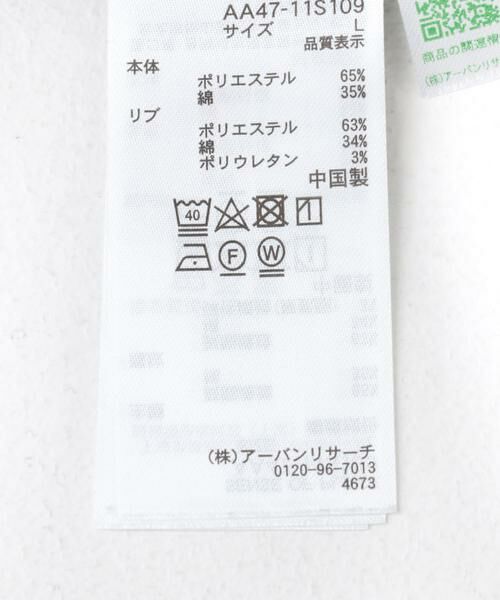 AA47-11S109
サイズ L
品質表示
本体
ポリエステル 65%
綿 35%
リブ
ポリエステル 63%
綿 34%
ポリウレタン 3%
中国製
40
F W
(株)アーバンリサーチ
0120-96-7013
4673
商品の関連情
(株)アーバンリサ